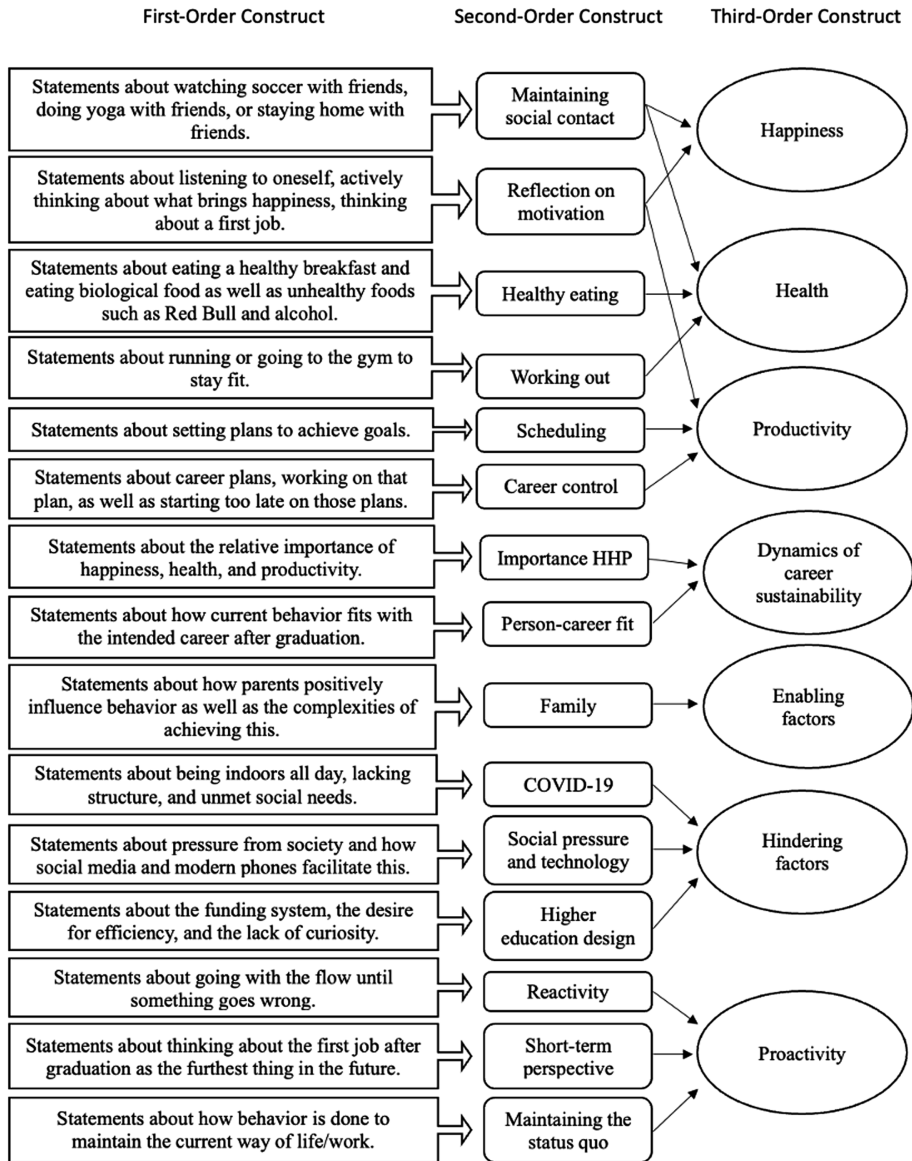 First-Order Construct
Second-Order Construct
Third-Order Construct
Statements about watching soccer with friends,
doing yoga with friends, or staying home with
friends.
Maintaining
social contact
Happiness
Statements about listening to oneself, actively
thinking about what brings happiness, thinking
about a first job.
Reflection on
motivation
Statements about eating a healthy breakfast and
eating biological food as well as unhealthy foods
such as Red Bull and alcohol.
Healthy eating
Health
Statements about running or going to the gym to
stay fit.
Working out
Statements about setting plans to achieve goals.
Scheduling
Productivity
Statements about career plans, working on that
plan, as well as starting too late on those plans.
Career control
Statements about the relative importance of
happiness, health, and productivity.
Importance HHP
Dynamics of
career
sustainability
Statements about how current behavior fits with
the intended career after graduation.
Person-career fit
Statements about how parents positively
influence behavior as well as the complexities of
achieving this.
Family
Enabling
factors
Statements about being indoors all day, lacking
structure, and unmet social needs.
COVID-19
Statements about pressure from society and how
social media and modern phones facilitate this.
Social pressure
and technology
Hindering
factors
Statements about the funding system, the desire
for efficiency, and the lack of curiosity.
Higher
education design
Statements about going with the flow until
something goes wrong.
Reactivity
Statements about thinking about the first job after
graduation as the furthest thing in the future.
Short-term
perspective
Proactivity
Statements about how behavior is done to
maintain the current way of life/work.
Maintaining the
status quo